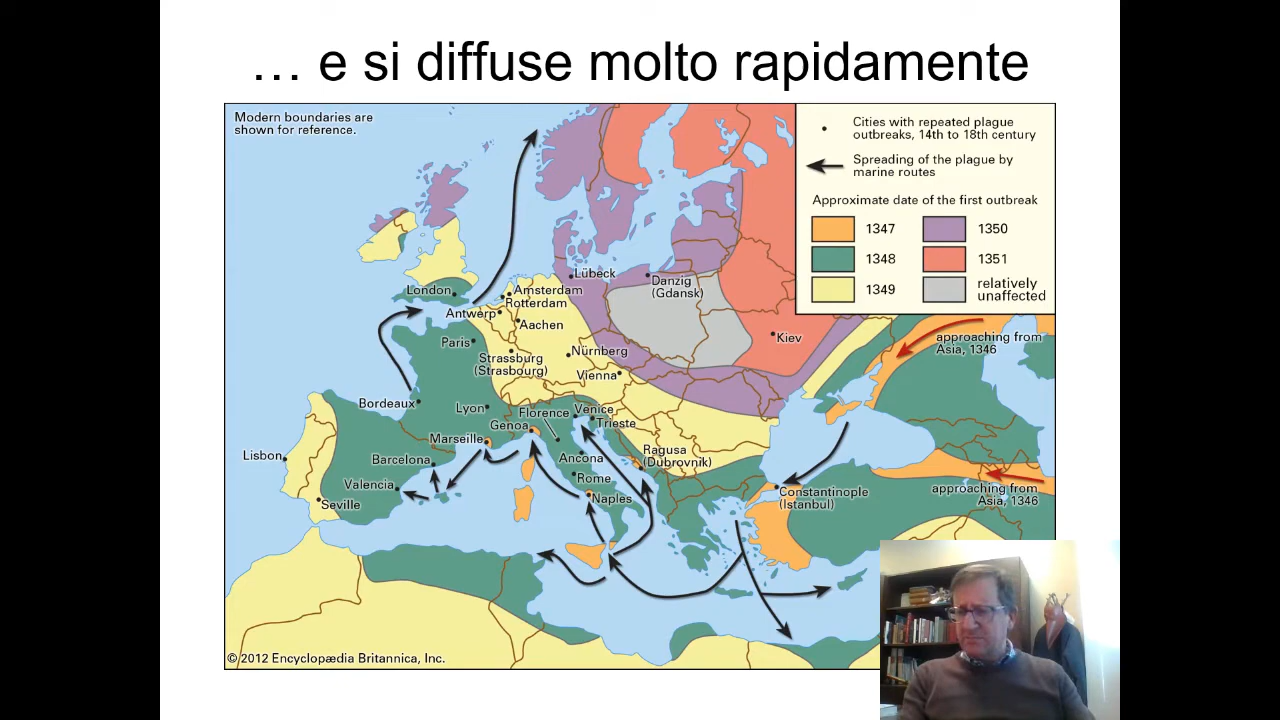 … e si diffuse molto rapidamente
Modern boundaries are
shown for reference.
Cities with repeated plague
outbreaks, 14th to 18th century
Spreading of the plague by
marine routes
Approximate date of the first outbreak
1347
1350
1348
1351
1349
relatively
unaffected
Lübeck
Danzig
(Gdansk)
London
Amsterdam
Rotterdam
Antwerp
Aachen
Paris
Kiev
approaching from
Asia, 1346
Strassburg
(Strasbourg)
Nürnberg
Vienna
Bordeaux
Lyon
Florence
Venice
Genoa
Trieste
Marseille
Lisbon
Barcelona
Ancona
Ragusa
(Dubrovnik)
Valencia
Rome
Seville
Naples
Constantinople
(Istanbul)
approaching from
Asia, 1346
© 2012 Encyclopædia Britannica, Inc.